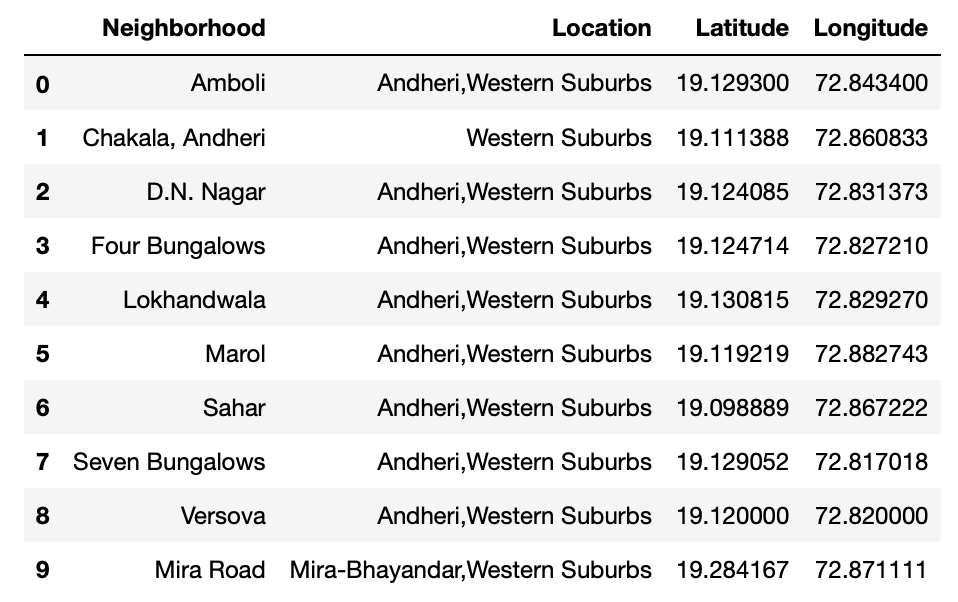 Neighborhood Location Latitude Longitude
0 Amboli Andheri,Western Suburbs 19.129300 72.843400
1 Chakala, Andheri Western Suburbs 19.111388 72.860833
2 D.N. Nagar Andheri,Western Suburbs 19.124085 72.831373
3 Four Bungalows Andheri,Western Suburbs 19.124714 72.827210
4 Lokhandwala Andheri,Western Suburbs 19.130815 72.829270
5 Marol Andheri,Western Suburbs 19.119219 72.882743
6 Sahar Andheri,Western Suburbs 19.098889 72.867222
7 Seven Bungalows Andheri,Western Suburbs 19.129052 72.817018
8 Versova Andheri,Western Suburbs 19.120000 72.820000
9 Mira Road Mira-Bhayandar,Western Suburbs 19.284167 72.871111